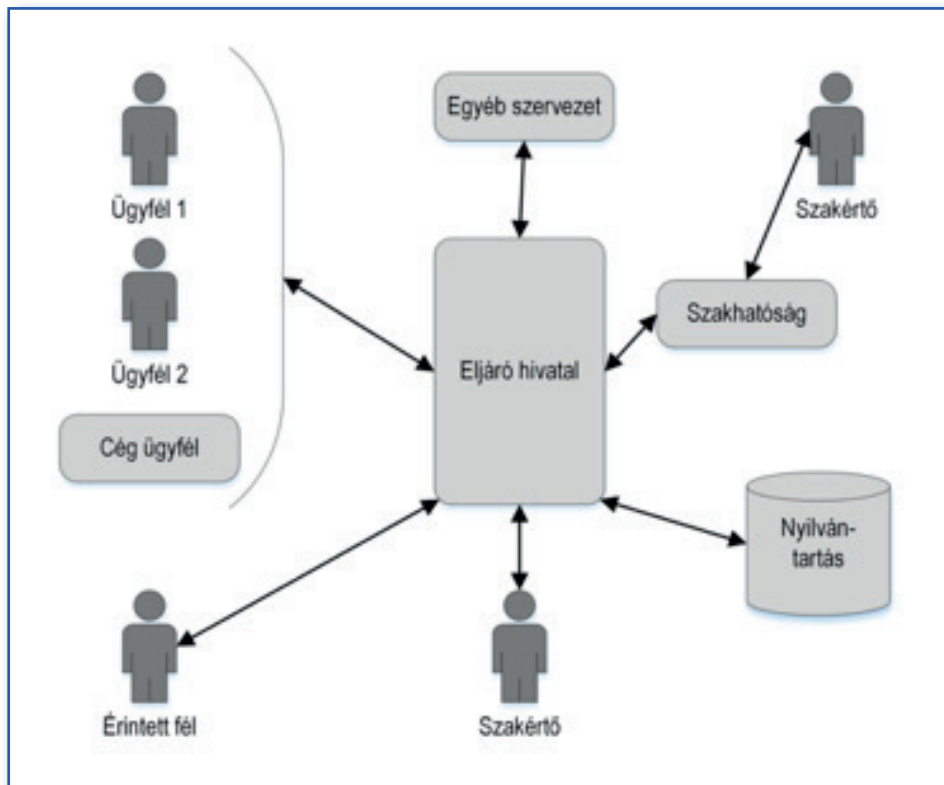 Ügyfél 1
Ügyfél 2
Cég ügyfél
Érintett fél
Egyéb szervezet
Eljáró hivatal
Szakértő
Szakértő
Szakhatóság
Nyilván-
tartás